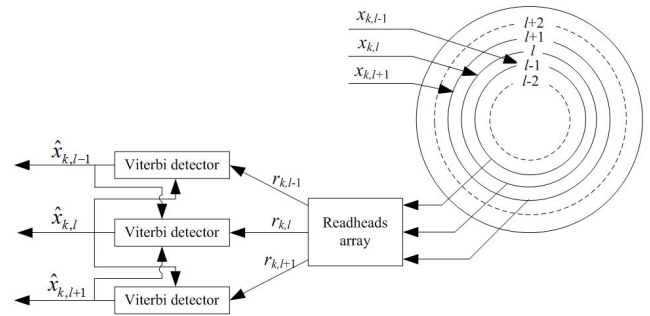 x_{k,l-1}
x_{k,l}
x_{k,l+1}
l+2
l+1
l
l-1
l-2
x̂_{k,l-1}
Viterbi detector
r_{k,l-1}
x̂_{k,l}
Viterbi detector
r_{k,l}
Readheads
array
x̂_{k,l+1}
Viterbi detector
r_{k,l+1}